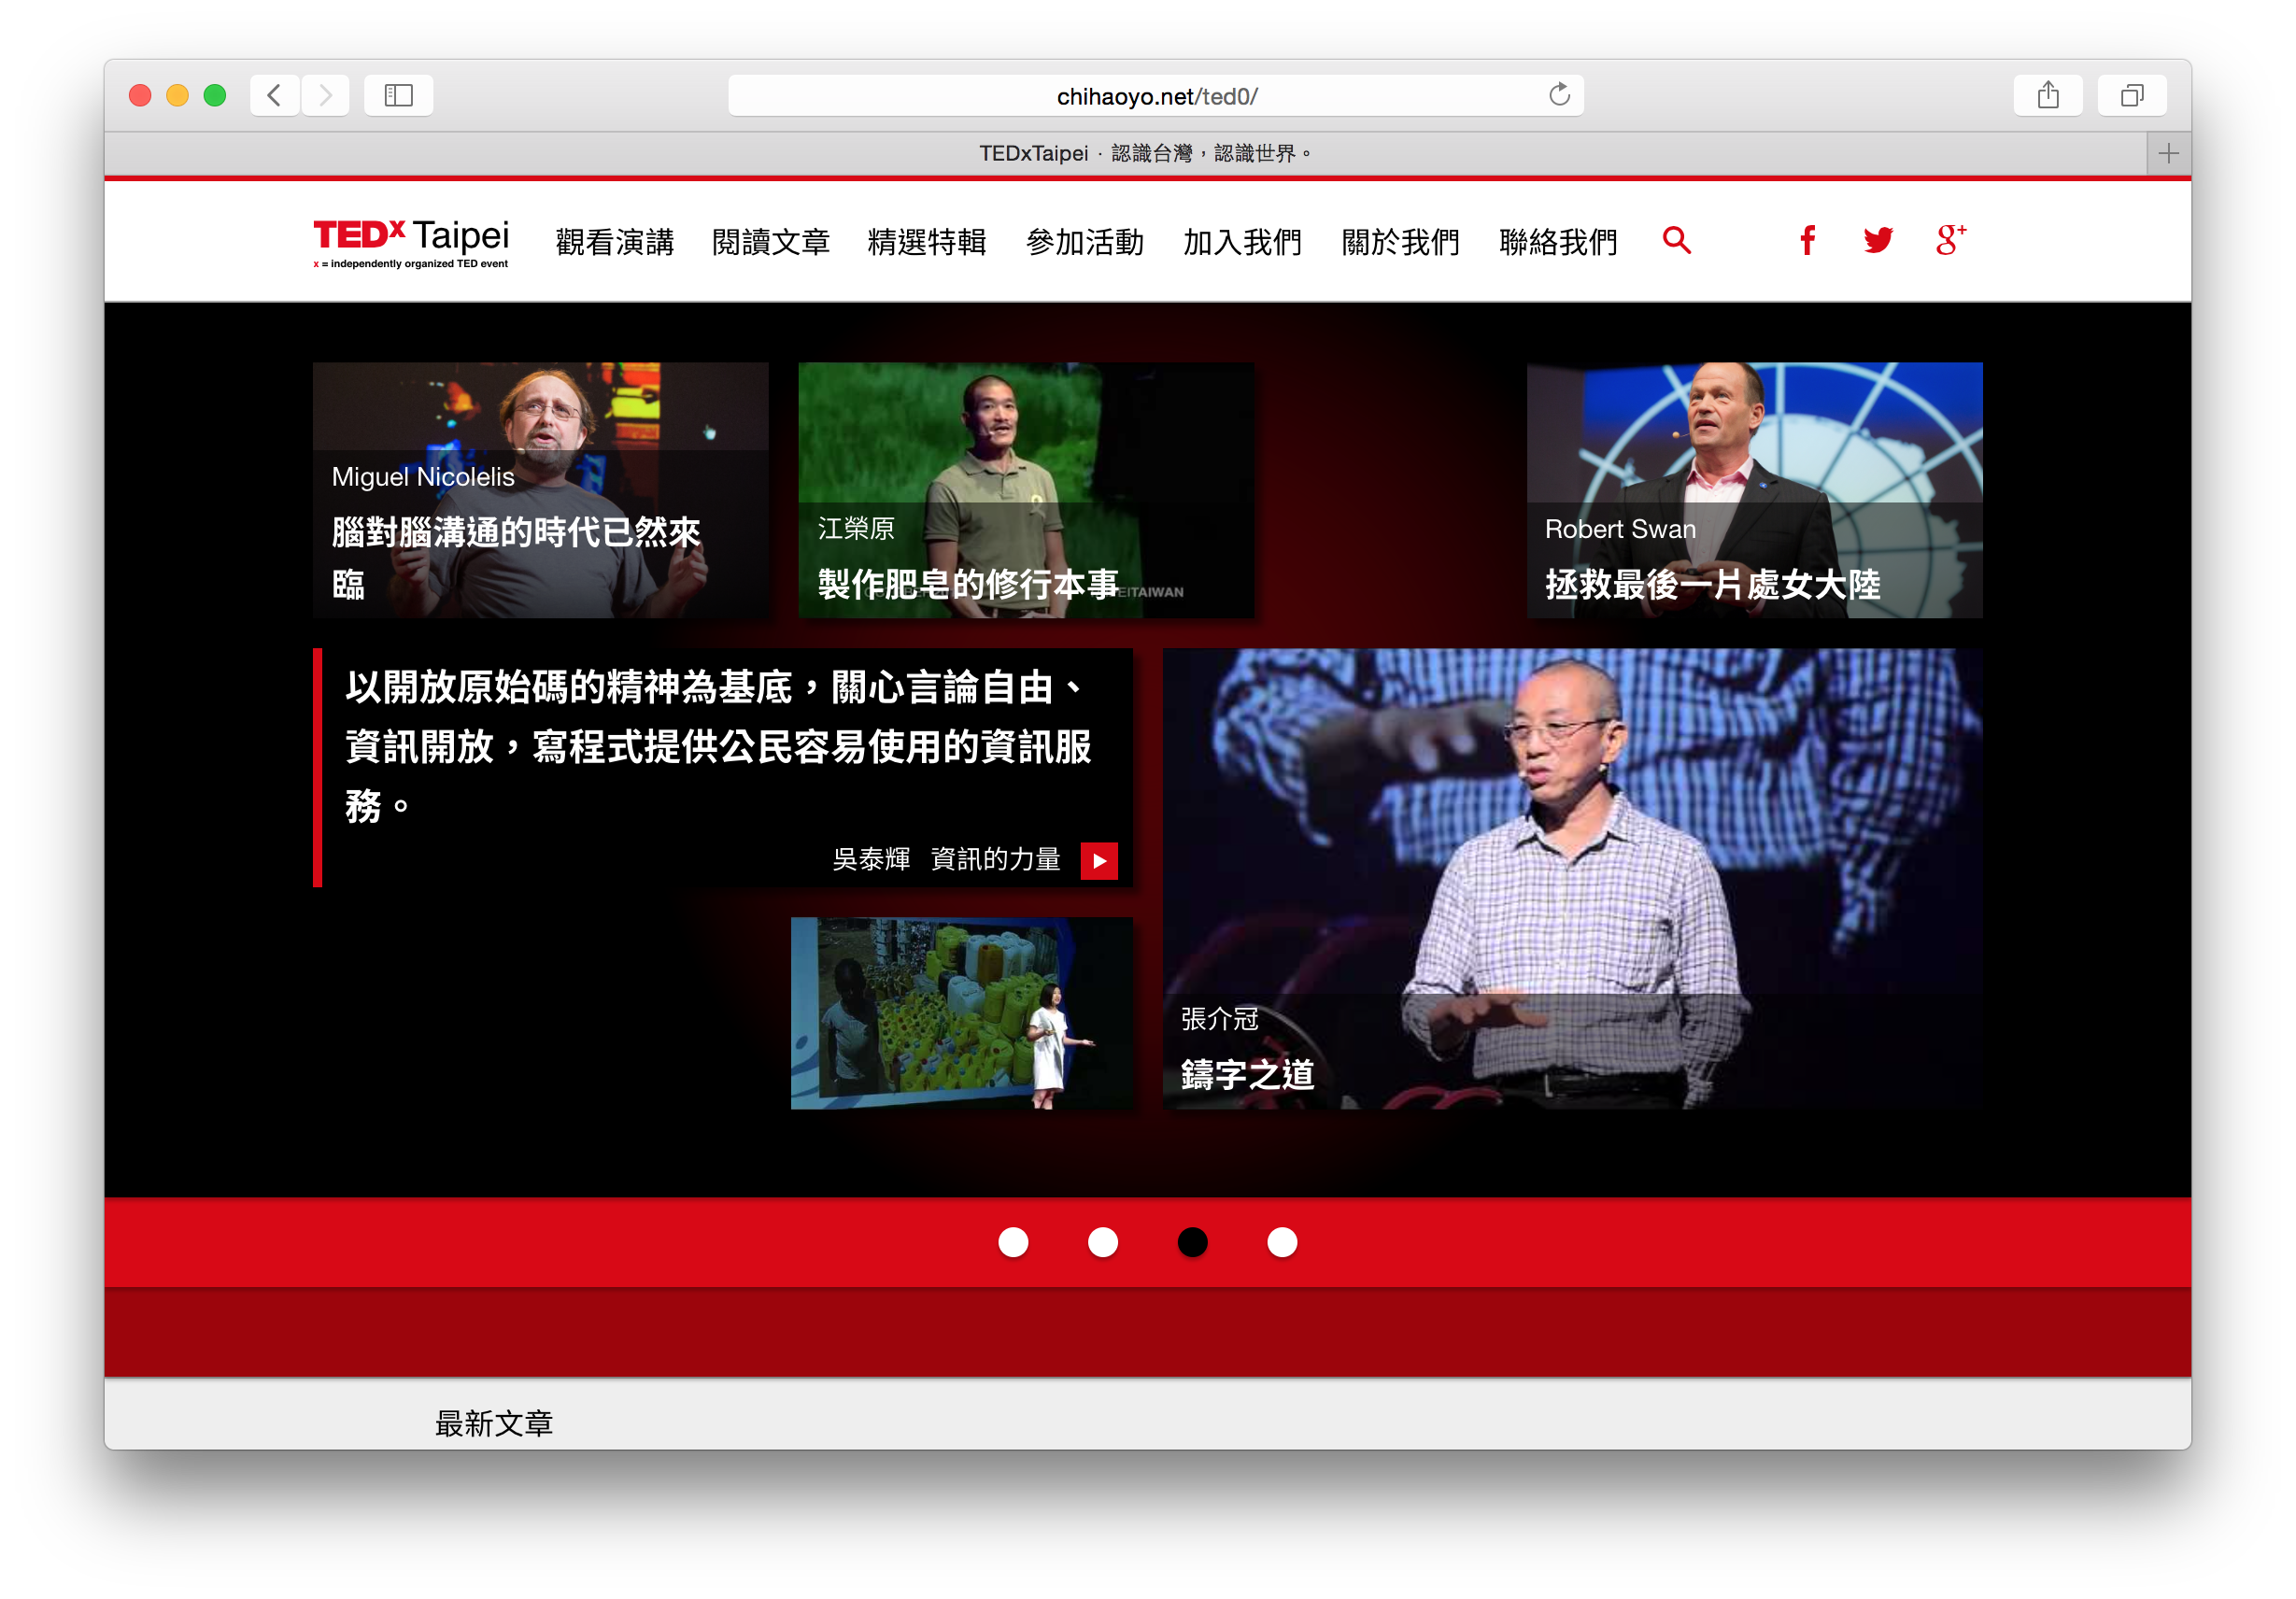 chihaoyo.net/ted0/
TEDxTaipei · 認識台灣，認識世界。
TEDx Taipei
x = independently organized TED event
觀看演講 閱讀文章 精選特輯 參加活動 加入我們 關於我們 聯絡我們
Miguel Nicolelis
腦對腦溝通的時代已然來
臨
江榮原
製作肥皂的修行本事
EITAIWAN
Robert Swan
拯救最後一片處女大陸
以開放原始碼的精神為基底，關心言論自由、
資訊開放，寫程式提供公民容易使用的資訊服
務。
吳泰輝 資訊的力量
張介冠
鑄字之道
最新文章